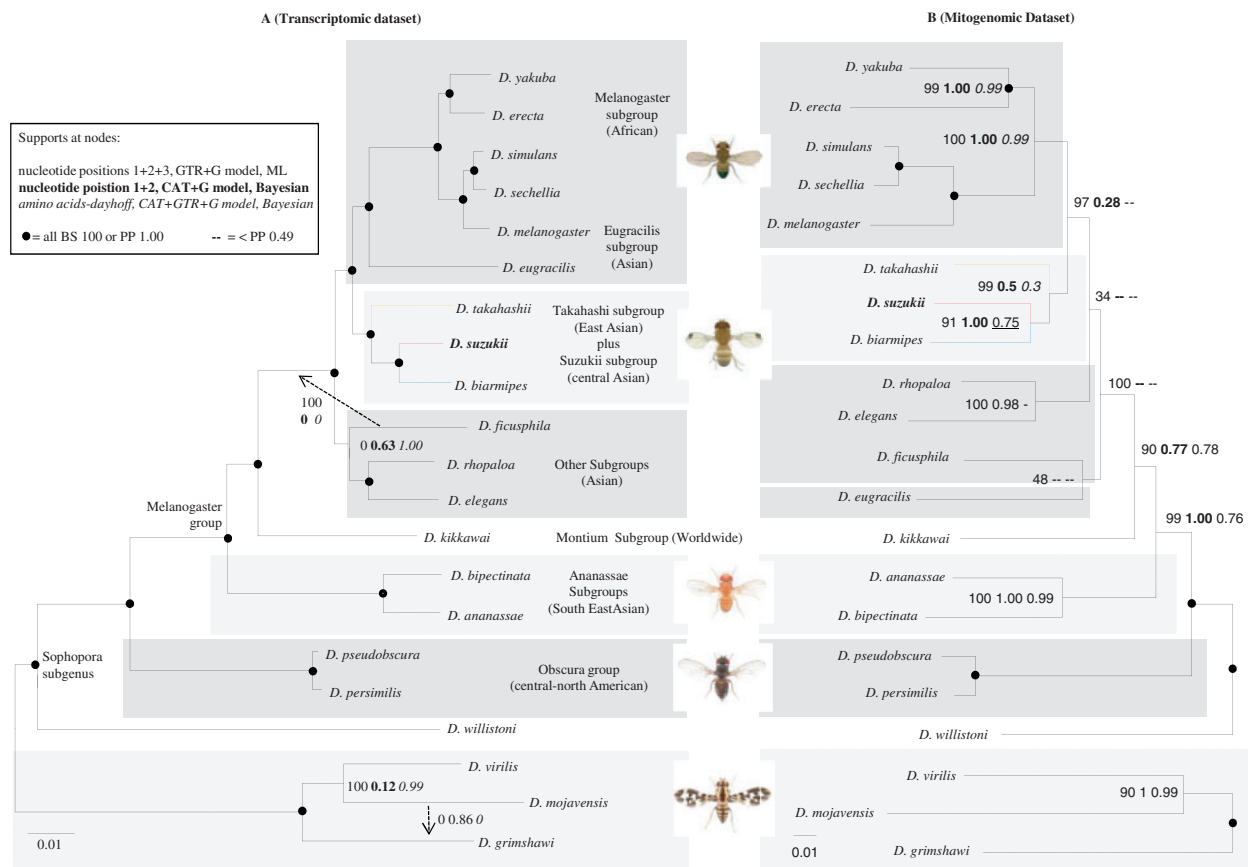 A (Transcriptomic dataset)
Supports at nodes:
nucleotide positions 1+2+3, GTR+G model, ML
nucleotide postion 1+2, CAT+G model, Bayesian
amino acids-dayhoff, CAT+GTR+G model, Bayesian
●= all BS 100 or PP 1.00 -- = < PP 0.49
D. yakuba
D. erecta
Melanogaster
subgroup
(African)
D. simulans
D. sechellia
D. melanogaster
Eugracilis
subgroup
(Asian)
D. eugracilis
D. takahashii
D. suzukii
D. biarmipes
Takahashi subgroup
(East Asian)
plus
Suzukii subgroup
(central Asian)
100
0 0
D. ficusphila
0 0.63 1.00
D. rhopaloa
D. elegans
Other Subgroups
(Asian)
Melanogaster
group
D. kikkawai
Montium Subgroup (Worldwide)
D. bipectinata
D. ananassae
Ananassae
Subgroups
(South EastAsian)
Sophopora
subgenus
D. pseudobscura
D. persimilis
Obscura group
(central-north American)
D. willistoni
D. virilis
100 0.12 0.99
D. mojavensis
0 0.86 0
D. grimshawi
0.01
B (Mitogenomic Dataset)
D. yakuba
99 1.00 0.99
D. erecta
100 1.00 0.99
D. simulans
D. sechellia
D. melanogaster
97 0.28 --
D. takahashii
99 0.5 0.3
D. suzukii
91 1.00 0.75
D. biarmipes
34 -- --
D. rhopaloa
100 0.98 -
D. elegans
100 -- --
D. ficusphila
48 -- --
D. eugracilis
90 0.77 0.78
D. kikkawai
99 1.00 0.76
D. ananassae
100 1.00 0.99
D. bipectinata
D. pseudobscura
D. persimilis
D. willistoni
D. virilis
90 1 0.99
D. mojavensis
D. grimshawi
0.01